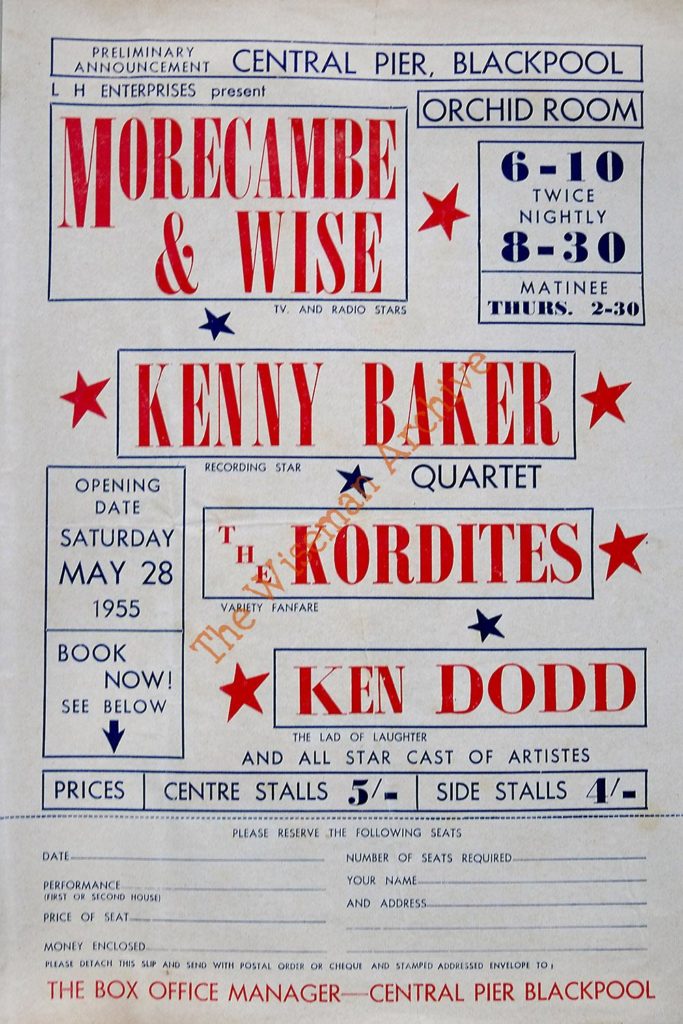 PRELIMINARY
ANNOUNCEMENT
CENTRAL PIER, BLACKPOOL
L H ENTERPRISES present
ORCHID ROOM
MORECAMBE
& WISE
TV. AND RADIO STARS
6-10
TWICE
NIGHTLY
8-30
MATINEE
THURS. 2-30
KENNY BAKER
RECORDING STAR
QUARTET
OPENING
DATE
SATURDAY
MAY 28
1955
BOOK
NOW!
SEE BELOW
THE KORDITES
VARIETY FANFARE
KEN DODD
THE LAD OF LAUGHTER
AND ALL STAR CAST OF ARTISTES
PRICES CENTRE STALLS 5/- SIDE STALLS 4/-
PLEASE RESERVE THE FOLLOWING SEATS
DATE
PERFORMANCE
(FIRST OR SECOND HOUSE)
PRICE OF SEAT
MONEY ENCLOSED
NUMBER OF SEATS REQUIRED
YOUR NAME
AND ADDRESS
PLEASE DETACH THIS SLIP AND SEND WITH POSTAL ORDER OR CHEQUE AND STAMPED ADDRESSED ENVELOPE TO ;
THE BOX OFFICE MANAGER—CENTRAL PIER BLACKPOOL
The Wiseman Archive